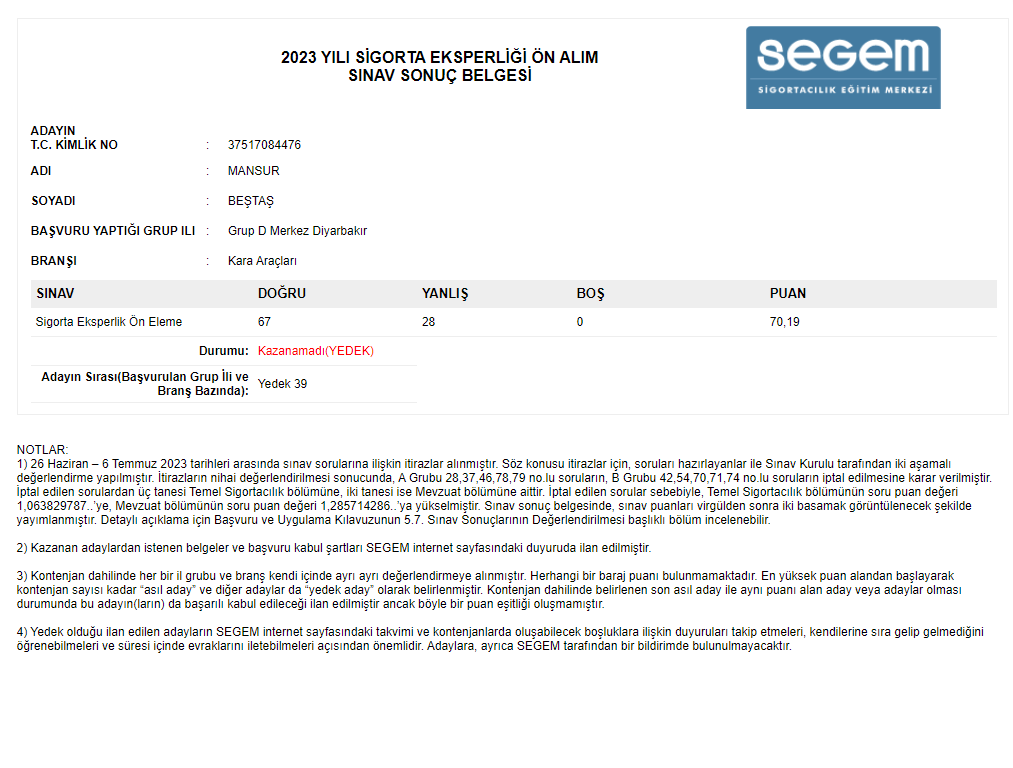 2023 YILI SİGORTA EKSPERLİĞİ ÖN ALIM
SINAV SONUÇ BELGESİ
segem
SİGORTACILIK EĞİTİM MERKEZİ
ADAYIN
T.C. KİMLİK NO : 37517084476
ADI : MANSUR
SOYADI : BEŞTAŞ
BAŞVURU YAPTIĞI GRUP ILI : Grup D Merkez Diyarbakır
BRANŞI : Kara Araçları
SINAV DOĞRU YANLIŞ BOŞ PUAN
Sigorta Eksperlik Ön Eleme 67 28 0 70,19
Durumu: Kazanamadı(YEDEK)
Adayın Sırası(Başvurulan Grup İli ve
Branş Bazında): Yedek 39
NOTLAR:
1) 26 Haziran – 6 Temmuz 2023 tarihleri arasında sınav sorularına ilişkin itirazlar alınmıştır. Söz konusu itirazlar için, soruları hazırlayanlar ile Sınav Kurulu tarafından iki aşamalı
değerlendirme yapılmıştır. İtirazların nihai değerlendirilmesi sonucunda, A Grubu 28,37,46,78,79 no.lu soruların, B Grubu 42,54,70,71,74 no.lu soruların iptal edilmesine karar verilmiştir.
İptal edilen sorulardan üç tanesi Temel Sigortacılık bölümüne, iki tanesi ise Mevzuat bölümüne aittir. İptal edilen sorular sebebiyle, Temel Sigortacılık bölümünün soru puan değeri
1,063829787..’ye, Mevzuat bölümünün soru puan değeri 1,285714286..’ya yükselmiştir. Sınav sonuç belgesinde, sınav puanları virgülden sonra iki basamak görüntülenecek şekilde
yayımlanmıştır. Detaylı açıklama için Başvuru ve Uygulama Kılavuzunun 5.7. Sınav Sonuçlarının Değerlendirilmesi başlıklı bölüm incelenebilir.
2) Kazanan adaylardan istenen belgeler ve başvuru kabul şartları SEGEM internet sayfasındaki duyuruda ilan edilmiştir.
3) Kontenjan dahilinde her bir il grubu ve branş kendi içinde ayrı ayrı değerlendirmeye alınmıştır. Herhangi bir baraj puanı bulunmamaktadır. En yüksek puan alandan başlayarak
kontenjan sayısı kadar “asıl aday” ve diğer adaylar da “yedek aday” olarak belirlenmiştir. Kontenjan dahilinde belirlenen son asıl aday ile aynı puanı alan aday veya adaylar olması
durumunda bu adayın(ların) da başarılı kabul edileceği ilan edilmiştir ancak böyle bir puan eşitliği oluşmamıştır.
4) Yedek olduğu ilan edilen adayların SEGEM internet sayfasındaki takvimi ve kontenjanlarda oluşabilecek boşluklara ilişkin duyuruları takip etmeleri, kendilerine sıra gelip gelmediğini
öğrenebilmeleri ve süresi içinde evraklarını iletebilmeleri açısından önemlidir. Adaylara, ayrıca SEGEM tarafından bir bildirimde bulunulmayacaktır.